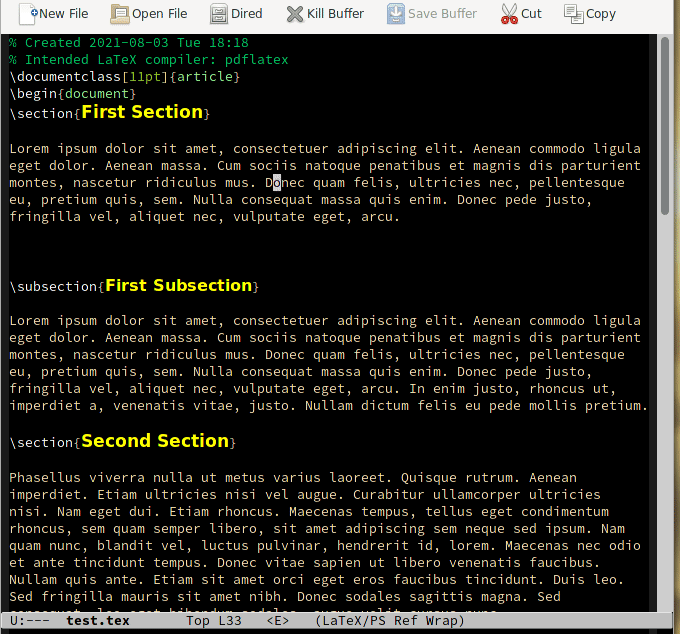 New File Open File Dired Kill Buffer Save Buffer Cut Copy
% Created 2021-08-03 Tue 18:18
% Intended LaTeX compiler: pdflatex
\documentclass[11pt]{article}
\begin{document}
\section{First Section}
Lorem ipsum dolor sit amet, consectetuer adipiscing elit. Aenean commodo ligula
eget dolor. Aenean massa. Cum sociis natoque penatibus et magnis dis parturient
montes, nascetur ridiculus mus. Donec quam felis, ultricies nec, pellentesque
eu, pretium quis, sem. Nulla consequat massa quis enim. Donec pede justo,
fringilla vel, aliquet nec, vulputate eget, arcu.
\subsection{First Subsection}
Lorem ipsum dolor sit amet, consectetuer adipiscing elit. Aenean commodo ligula
eget dolor. Aenean massa. Cum sociis natoque penatibus et magnis dis parturient
montes, nascetur ridiculus mus. Donec quam felis, ultricies nec, pellentesque
eu, pretium quis, sem. Nulla consequat massa quis enim. Donec pede justo,
fringilla vel, aliquet nec, vulputate eget, arcu. In enim justo, rhoncus ut,
imperdiet a, venenatis vitae, justo. Nullam dictum felis eu pede mollis pretium.
\section{Second Section}
Phasellus viverra nulla ut metus varius laoreet. Quisque rutrum. Aenean
imperdiet. Etiam ultricies nisi vel augue. Curabitur ullamcorper ultricies
nisi. Nam eget dui. Etiam rhoncus. Maecenas tempus, tellus eget condimentum
rhoncus, sem quam semper libero, sit amet adipiscing sem neque sed ipsum. Nam
quam nunc, blandit vel, luctus pulvinar, hendrerit id, lorem. Maecenas nec odio
et ante tincidunt tempus. Donec vitae sapien ut libero venenatis faucibus.
Nullam quis ante. Etiam sit amet orci eget eros faucibus tincidunt. Duis leo.
Sed fringilla mauris sit amet nibh. Donec sodales sagittis magna. Sed
U:--- test.tex Top L33 <E> (LaTeX/PS Ref Wrap)